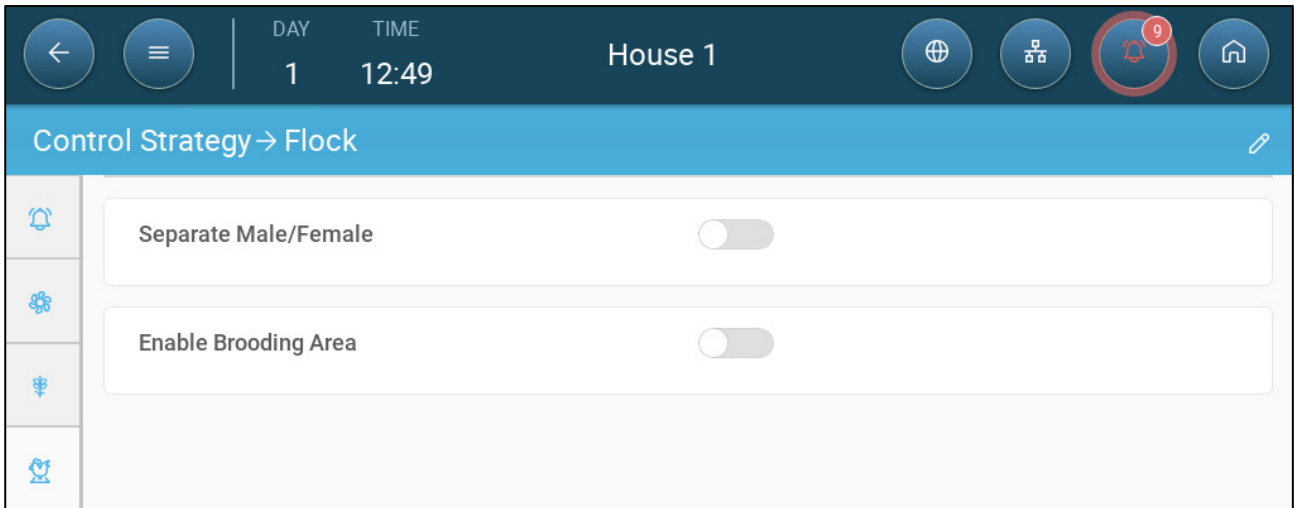 DAY TIME
1 12:49
House 1
9
Control Strategy → Flock
Separate Male/Female
Enable Brooding Area